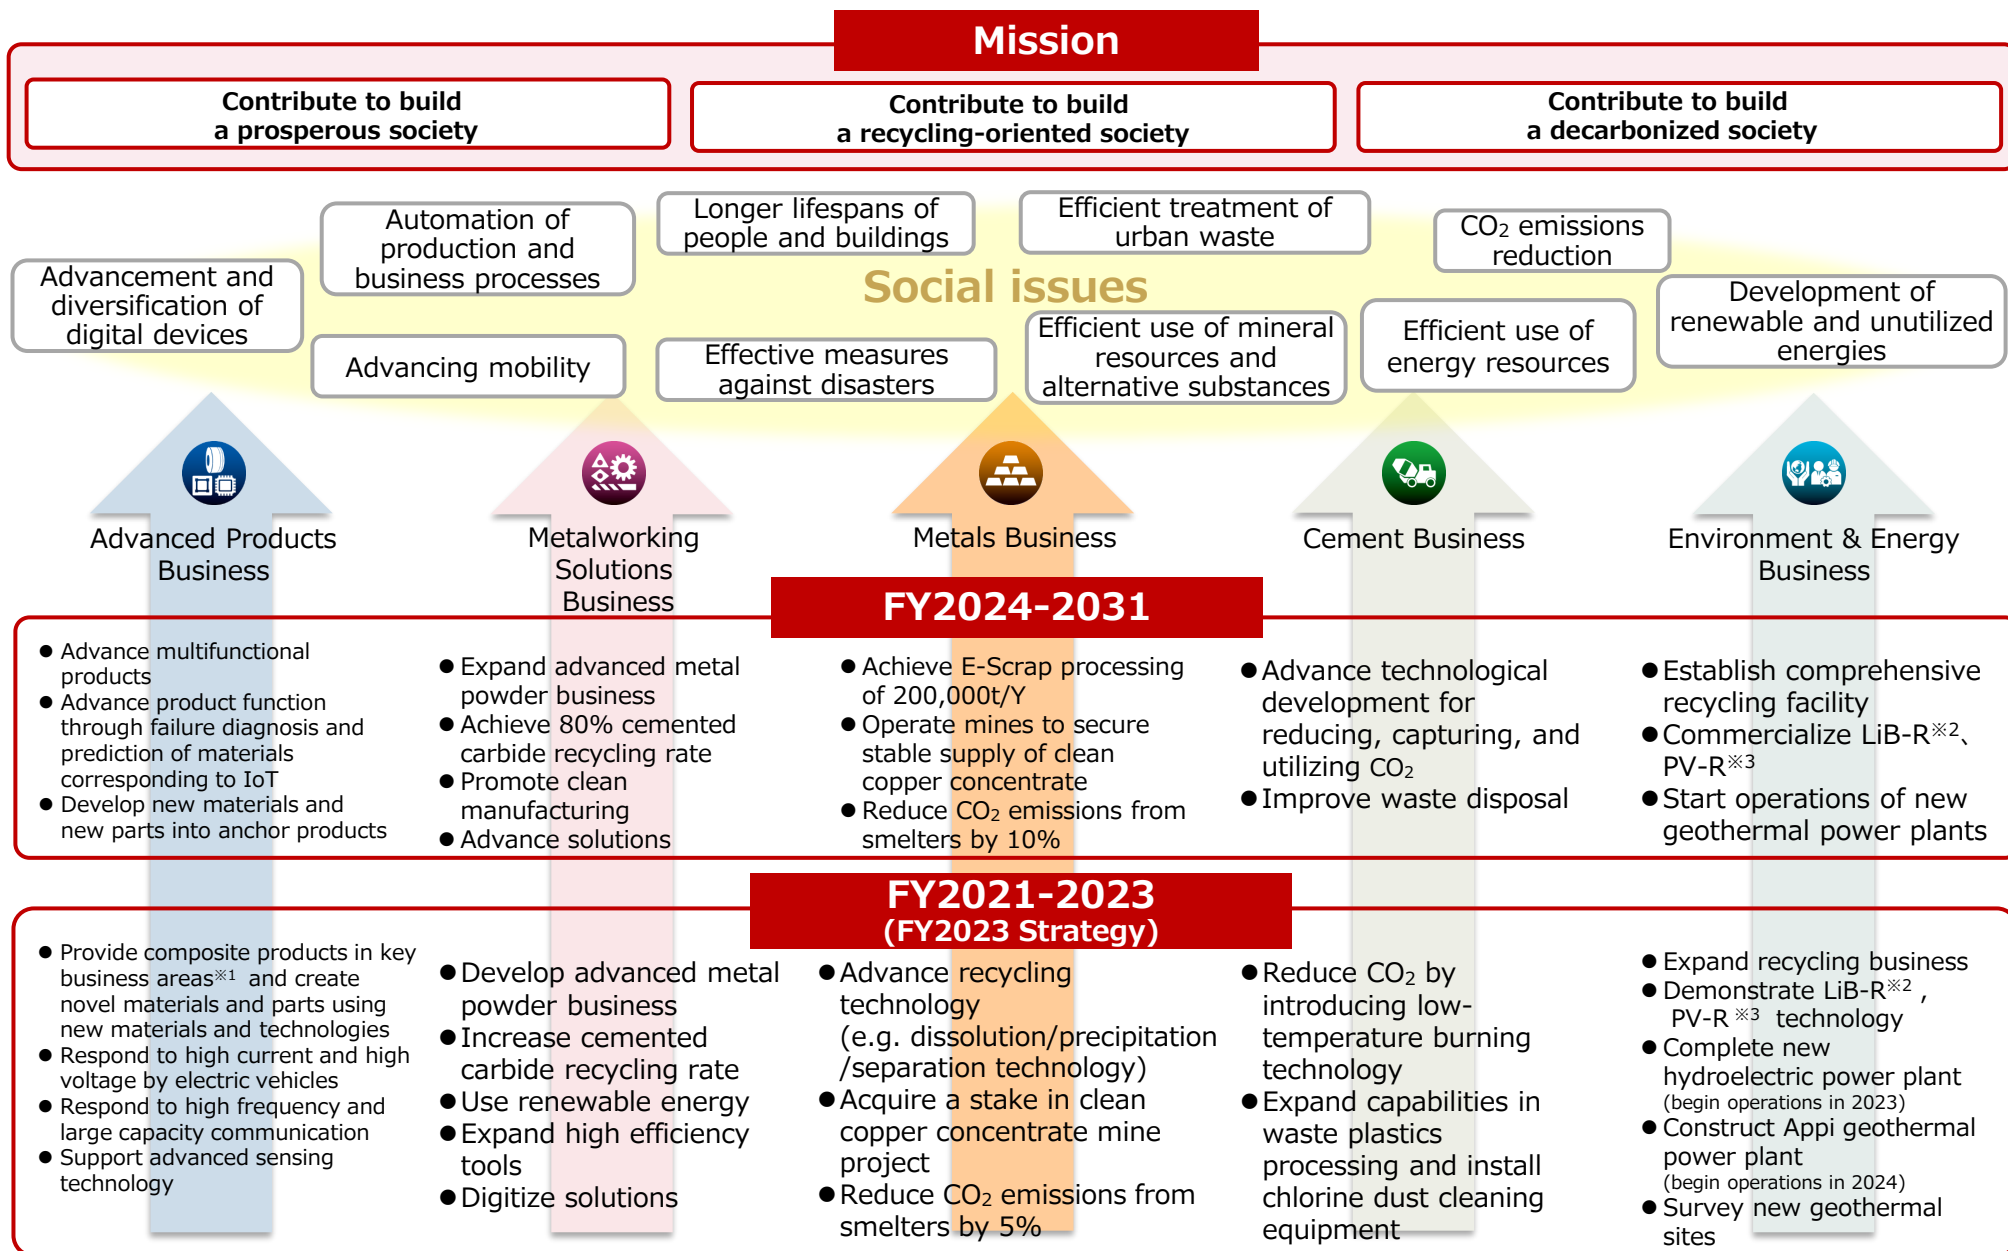 Mission
Contribute to build
a prosperous society
Contribute to build
a recycling-oriented society
Contribute to build
a decarbonized society
Social issues
Advancement and
diversification of
digital devices
Automation of
production and
business processes
Advancing mobility
Longer lifespans of
people and buildings
Effective measures
against disasters
Efficient treatment of
urban waste
Efficient use of mineral
resources and
alternative substances
CO₂ emissions
reduction
Efficient use of
energy resources
Development of
renewable and unutilized
energies
Advanced Products
Business
Metalworking
Solutions
Business
Metals Business
Cement Business
Environment & Energy
Business
FY2024-2031
● Advance multifunctional
products
● Advance product function
through failure diagnosis and
prediction of materials
corresponding to IoT
● Develop new materials and
new parts into anchor products
● Expand advanced metal
powder business
● Achieve 80% cemented
carbide recycling rate
● Promote clean
manufacturing
● Advance solutions
● Achieve E-Scrap processing
of 200,000t/Y
● Operate mines to secure
stable supply of clean
copper concentrate
● Reduce CO₂ emissions from
smelters by 10%
● Advance technological
development for
reducing, capturing, and
utilizing CO₂
● Improve waste disposal
● Establish comprehensive
recycling facility
● Commercialize LiB-R※2、
PV-R※3
● Start operations of new
geothermal power plants
FY2021-2023
(FY2023 Strategy)
● Provide composite products in key
business areas※1 and create
novel materials and parts using
new materials and technologies
● Respond to high current and high
voltage by electric vehicles
● Respond to high frequency and
large capacity communication
● Support advanced sensing
technology
● Develop advanced metal
powder business
● Increase cemented
carbide recycling rate
● Use renewable energy
● Expand high efficiency
tools
● Digitize solutions
● Advance recycling
technology
(e.g. dissolution/precipitation
/separation technology)
● Acquire a stake in clean
copper concentrate mine
project
● Reduce CO₂ emissions from
smelters by 5%
● Reduce CO₂ by
introducing low-
temperature burning
technology
● Expand capabilities in
waste plastics
processing and install
chlorine dust cleaning
equipment
● Expand recycling business
● Demonstrate LiB-R※2 ,
PV-R ※3 technology
● Complete new
hydroelectric power plant
(begin operations in 2023)
● Construct Appi geothermal
power plant
(begin operations in 2024)
● Survey new geothermal
sites